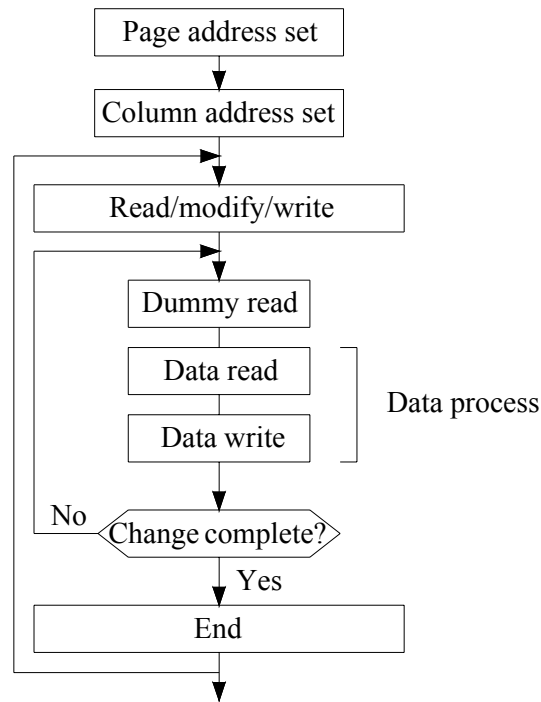 Page address set
Column address set
Read/modify/write
Dummy read
Data read
Data process
Data write
No
Change complete?
Yes
End